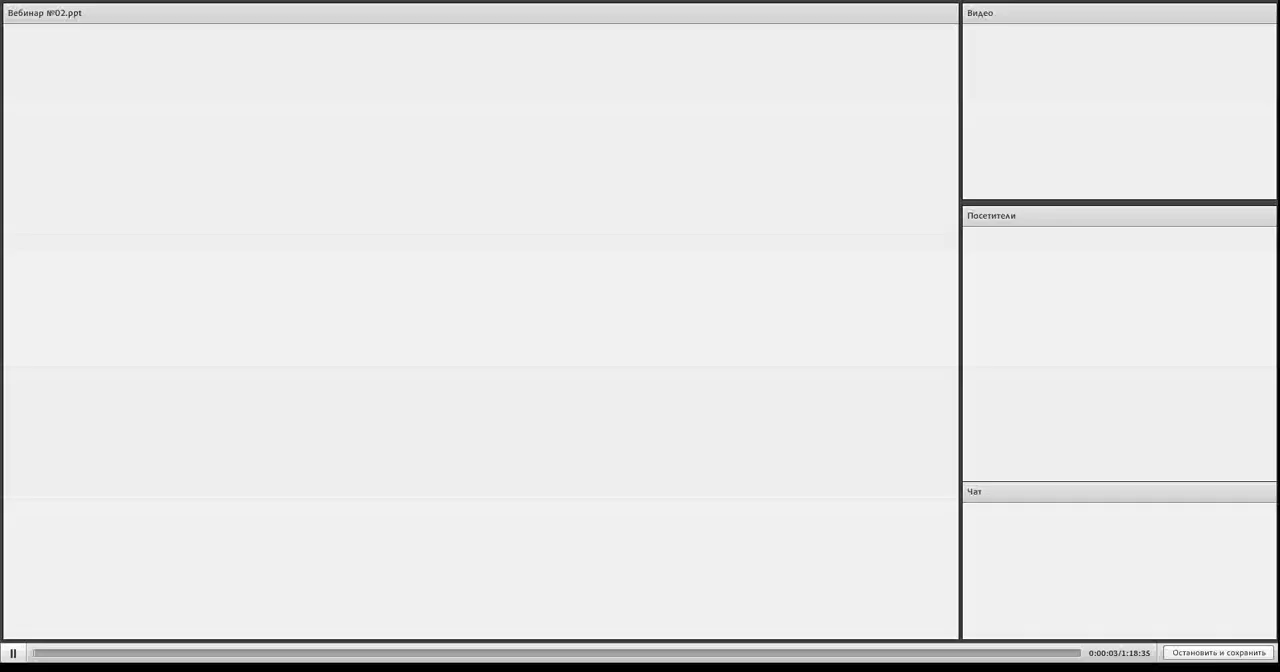 Вебинар №02.ppt
Видео
Посетители
Чат
0:00:03/1:18:35
Остановить и сохранить